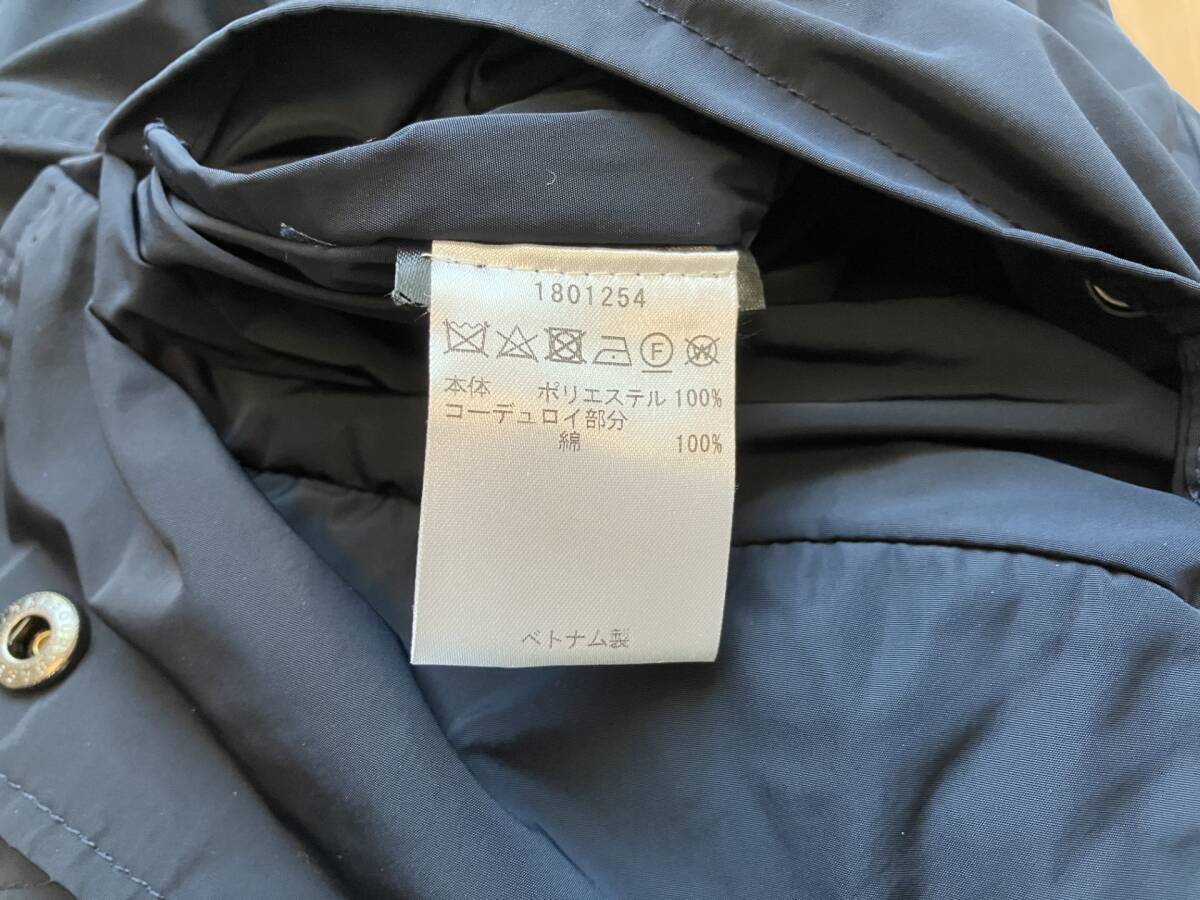 1801254
F W
本体 ポリエステル 100%
コーデュロイ部分
綿 100%
ベトナム製